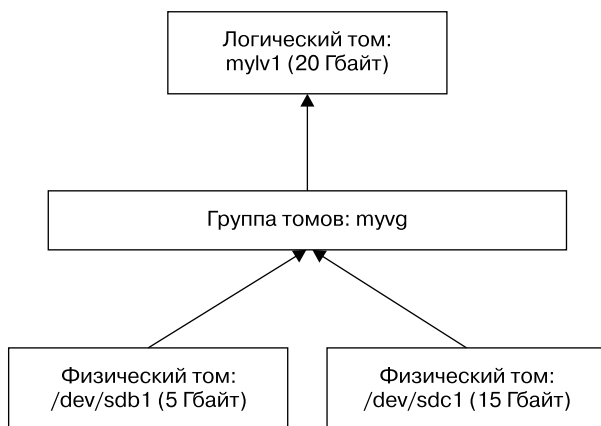 Логический том:
mylv1 (20 Гбайт)
Группа томов: myvg
Физический том:
/dev/sdb1 (5 Гбайт)
Физический том:
/dev/sdc1 (15 Гбайт)